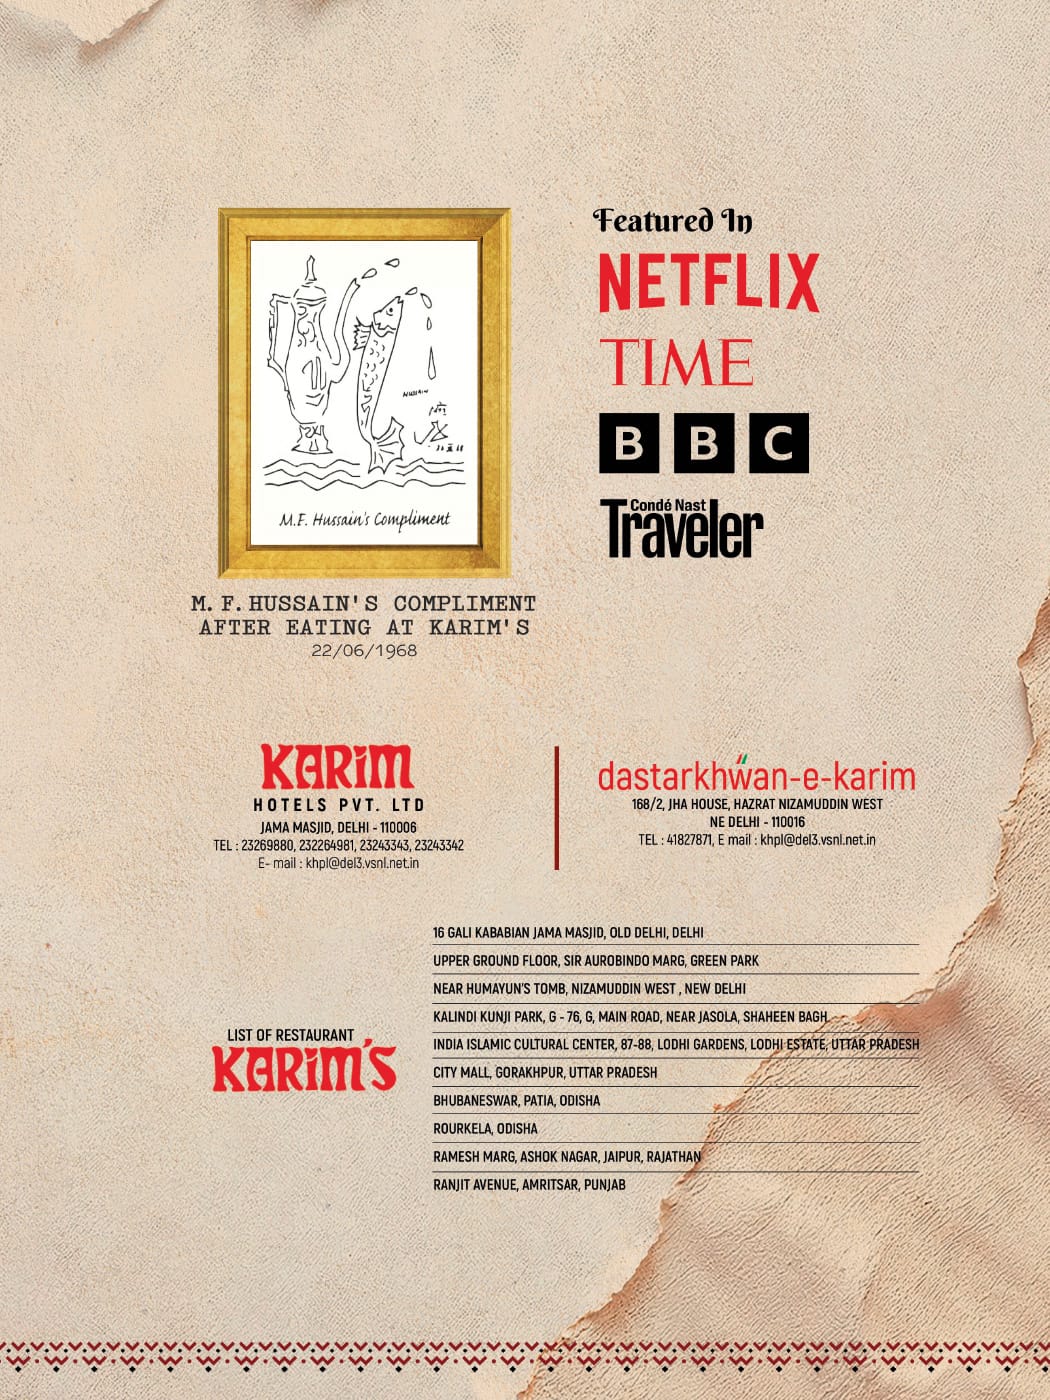 Featured In
NETFLIX
TIME
BBC
Condé Nast
Traveler
HUSSAIN
M.F. Hussain's Compliment
M. F. HUSSAIN'S COMPLIMENT
AFTER EATING AT KARIM'S
22/06/1968
KARIM
HOTELS PVT. LTD
JAMA MASJID, DELHI - 110006
TEL : 23269880, 232264981, 23243343, 23243342
E- mail : khpl@del3.vsnl.net.in
dastarkhwan-e-karim
168/2, JHA HOUSE, HAZRAT NIZAMUDDIN WEST
NE DELHI - 110016
TEL : 41827871, E mail : khpl@del3.vsnl.net.in
LIST OF RESTAURANT
KARIM'S
16 GALI KABABIAN JAMA MASJID, OLD DELHI, DELHI
UPPER GROUND FLOOR, SIR AUROBINDO MARG, GREEN PARK
NEAR HUMAYUN'S TOMB, NIZAMUDDIN WEST , NEW DELHI
KALINDI KUNJI PARK, G - 76, G, MAIN ROAD, NEAR JASOLA, SHAHEEN BAGH
INDIA ISLAMIC CULTURAL CENTER, 87-88, LODHI GARDENS, LODHI ESTATE, UTTAR PRADESH
CITY MALL, GORAKHPUR, UTTAR PRADESH
BHUBANESWAR, PATIA, ODISHA
ROURKELA, ODISHA
RAMESH MARG, ASHOK NAGAR, JAIPUR, RAJATHAN
RANJIT AVENUE, AMRITSAR, PUNJAB